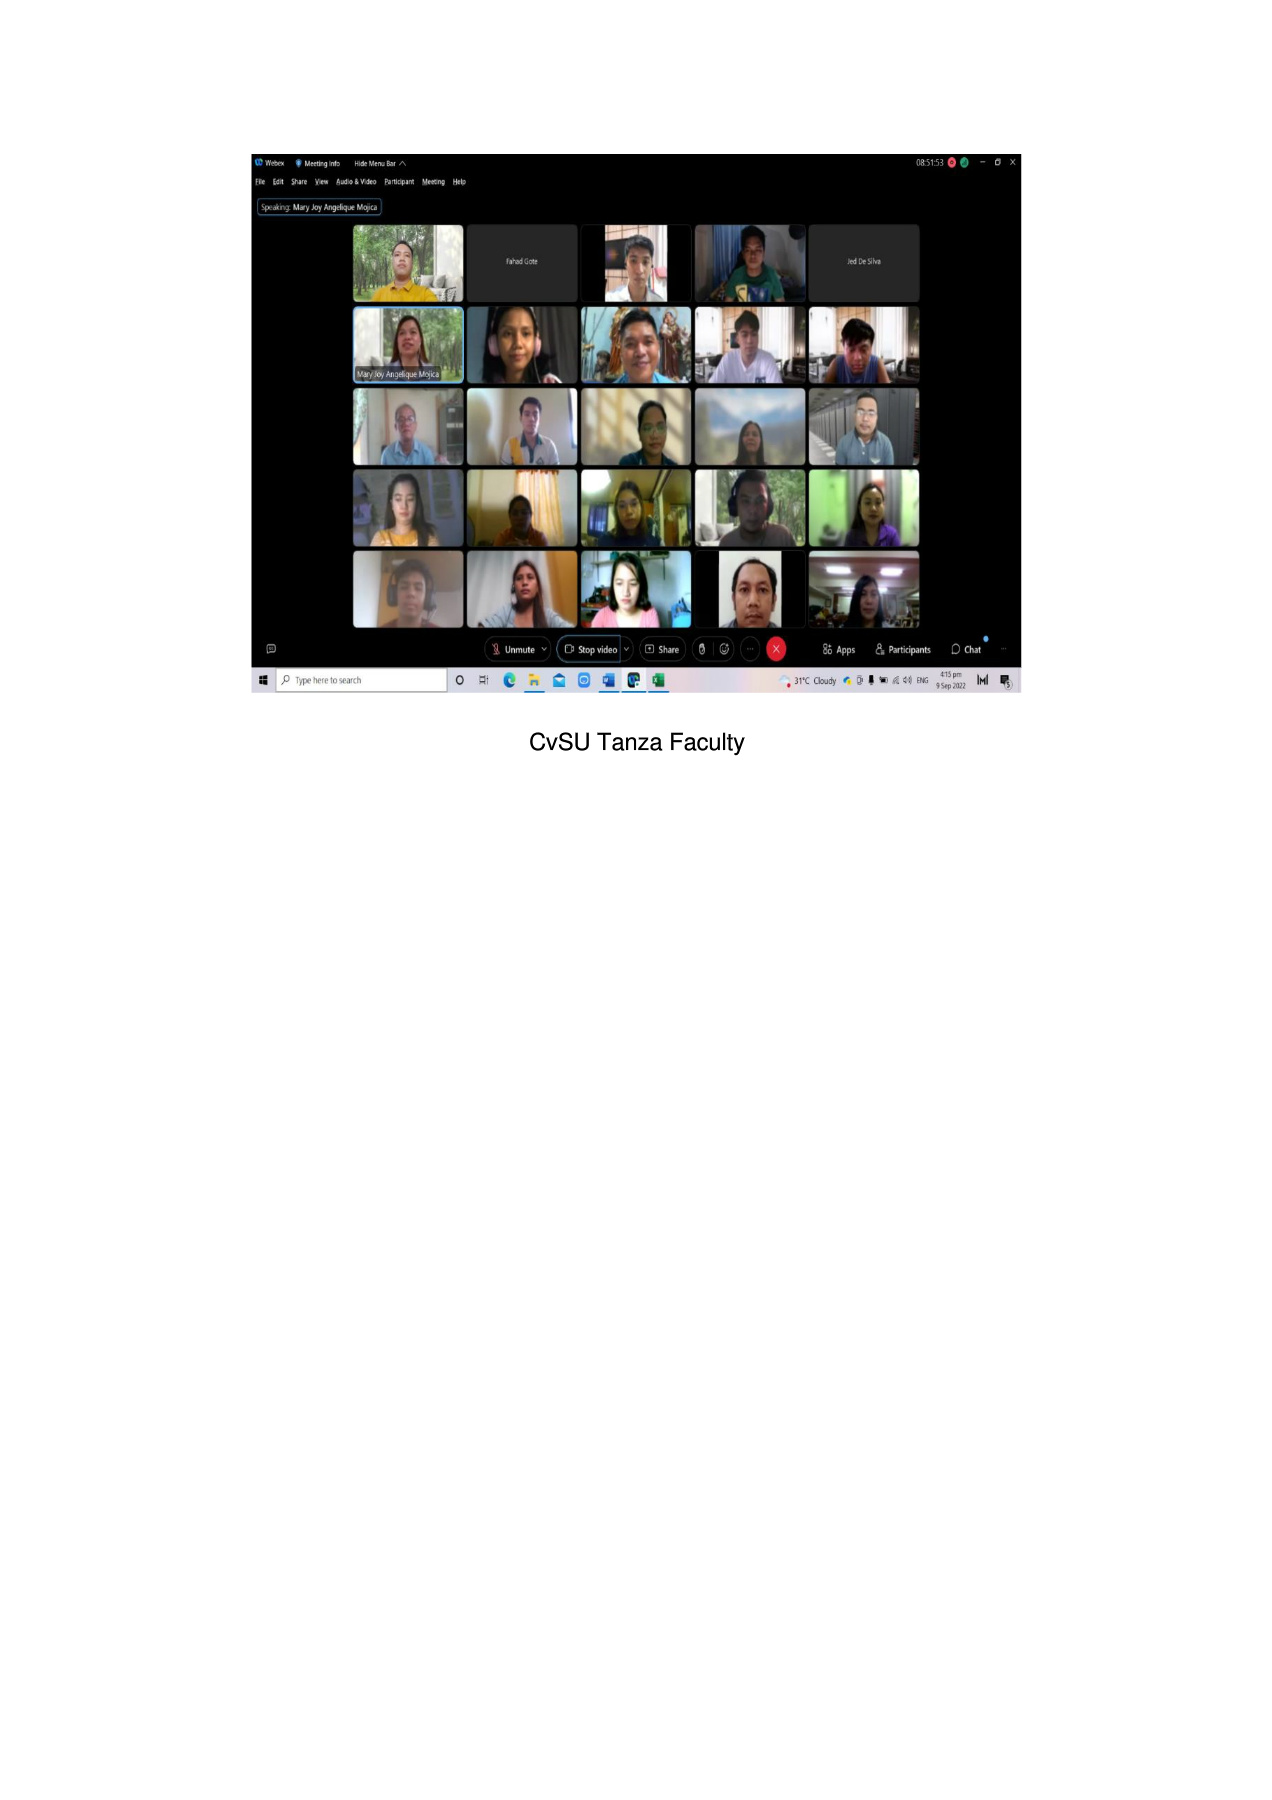 Webex Meeting Info Hide Menu Bar 08:51:53
File Edit Share View Audio & Video Participant Meeting Help
Speaking: Mary Joy Angelique Mojica
Fahad Gote Jed De Silva
Mary Joy Angelique Mojica
Unmute Stop video Share Apps Participants Chat
Type here to search 31°C Cloudy ENG 4:15 pm
9 Sep 2022
CvSU Tanza Faculty